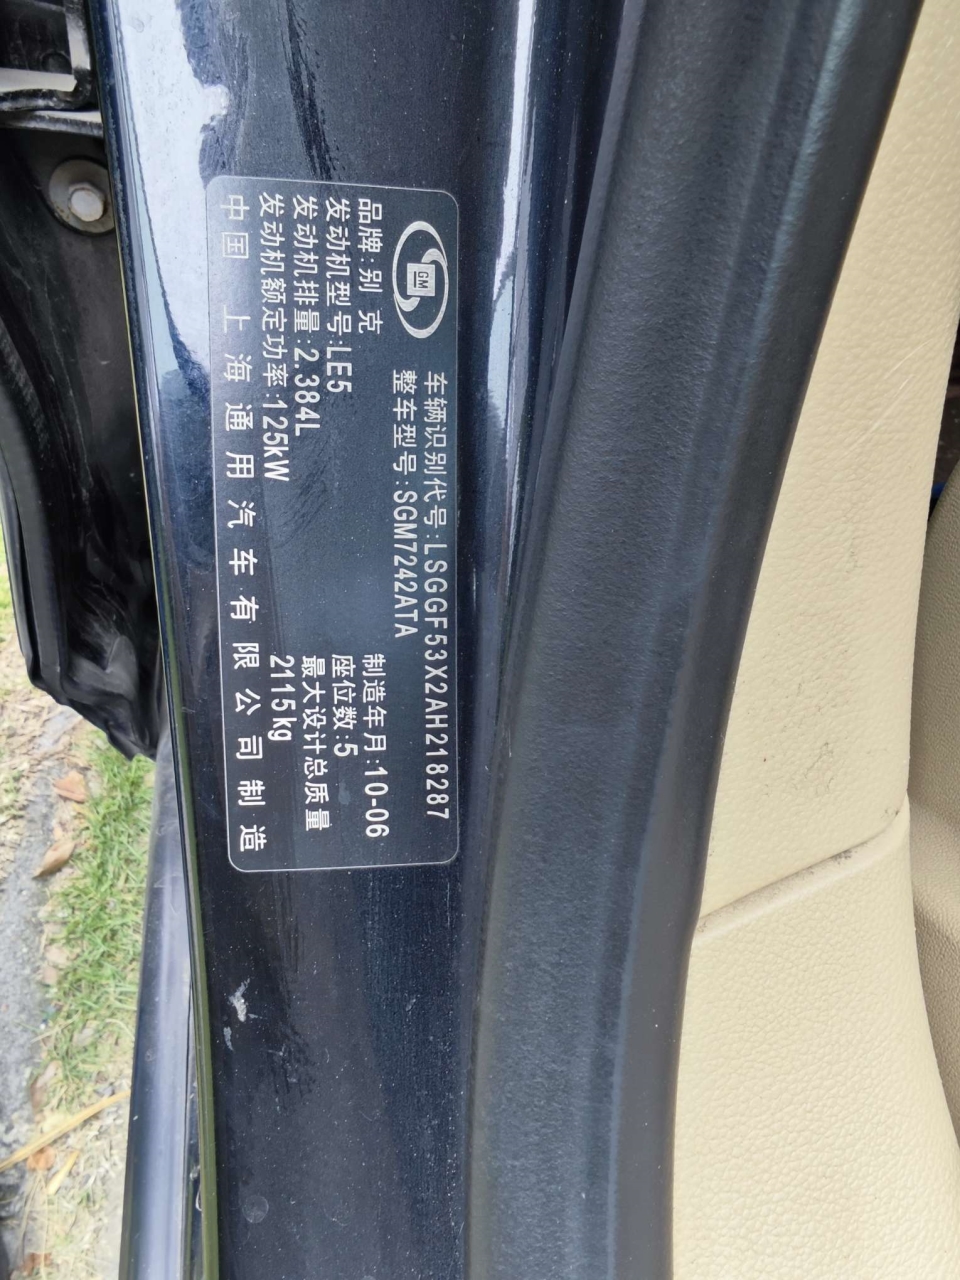 GM
车辆识别代号:LSGGF53X2AH218287
整车型号:SGM7242ATA
品牌:别 克
制造年月:10-06
发动机型号:LE5
座位数:5
发动机排量:2.384L
最大设计总质量
发动机额定功率:125kW
2115kg
中国 上海通用汽车有限公司制造